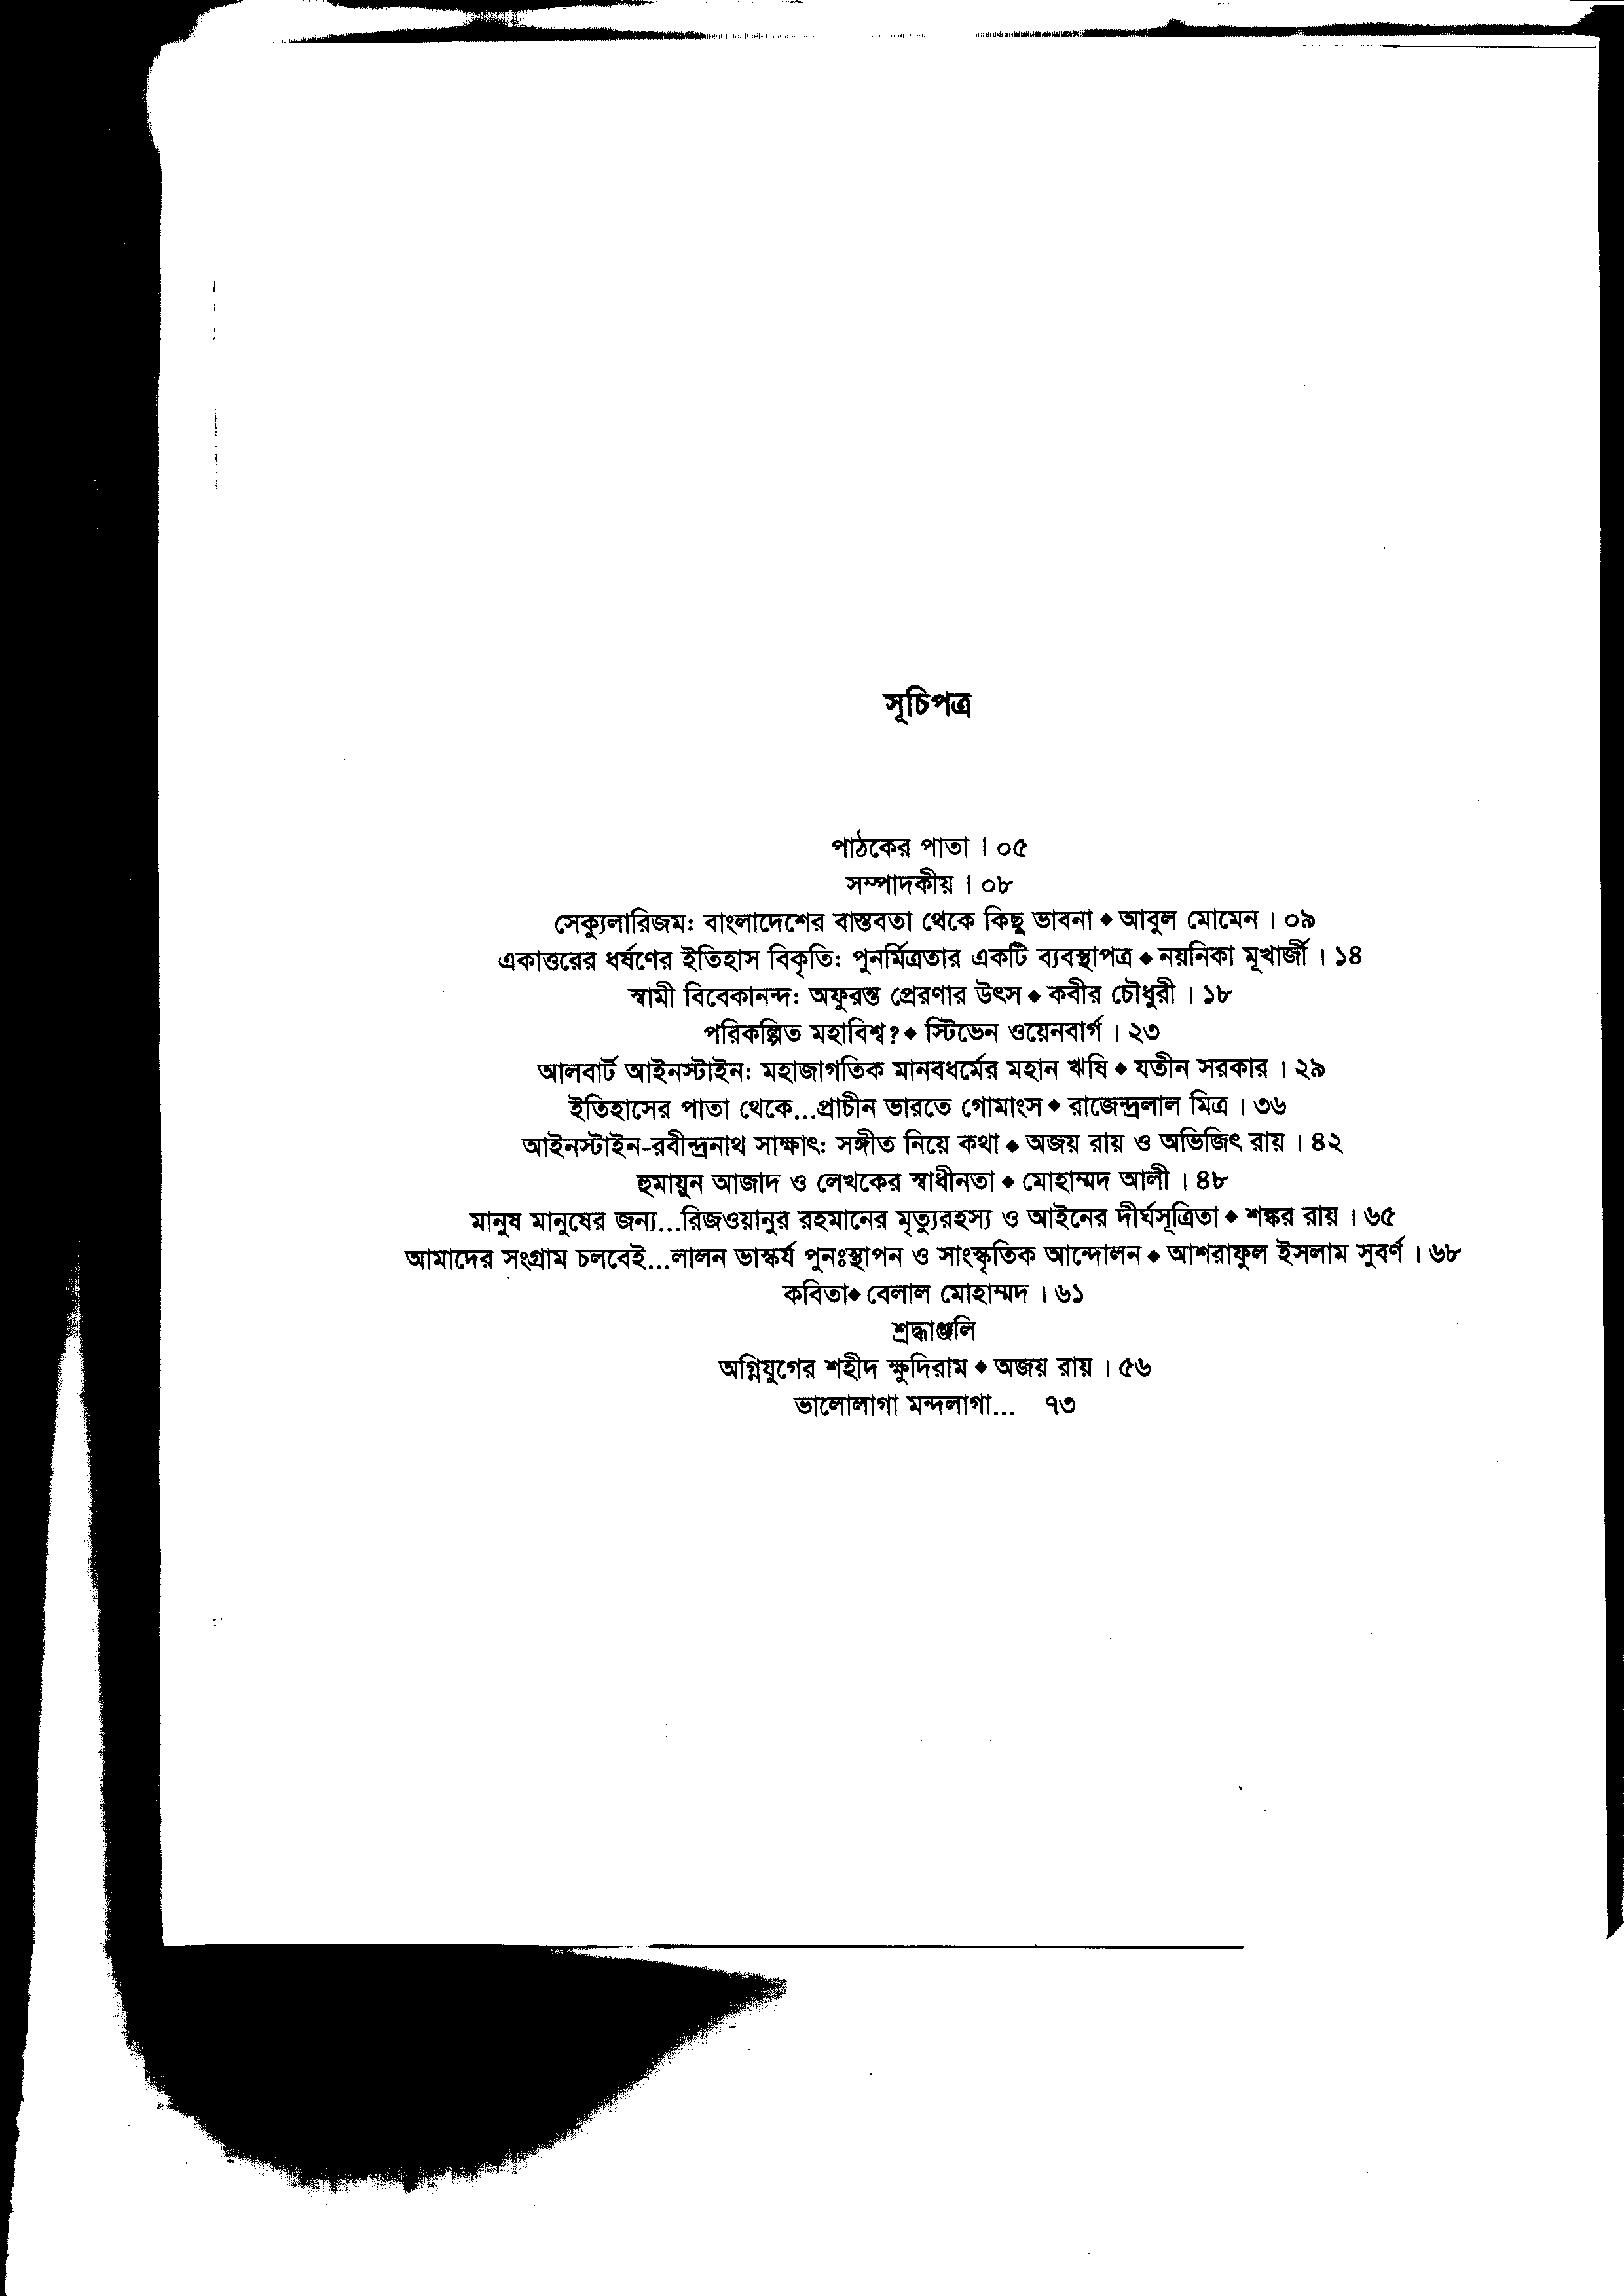 সূচিপত্র
পাঠকের পাতা । ০৫
সম্পাদকীয় । ০৮
সেক্যুলারিজম: বাংলাদেশের বাস্তবতা থেকে কিছু ভাবনা ◆ আবুল মোমেন । ০৯
একাত্তরের ধর্ষণের ইতিহাস বিকৃতি: পুনর্মিত্রতার একটি ব্যবস্থাপত্র ◆ নয়নিকা মূখার্জী । ১৪
স্বামী বিবেকানন্দ: অফুরন্ত প্রেরণার উৎস ◆ কবীর চৌধুরী । ১৮
পরিকল্পিত মহাবিশ্ব? ◆ স্টিভেন ওয়েনবার্গ । ২৩
আলবার্ট আইনস্টাইন: মহাজাগতিক মানবধর্মের মহান ঋষি ◆ যতীন সরকার । ২৯
ইতিহাসের পাতা থেকে...প্রাচীন ভারতে গোমাংস ◆ রাজেন্দ্রলাল মিত্র । ৩৬
আইনস্টাইন-রবীন্দ্রনাথ সাক্ষাৎ: সঙ্গীত নিয়ে কথা ◆ অজয় রায় ও অভিজিৎ রায় । ৪২
হুমায়ুন আজাদ ও লেখকের স্বাধীনতা ◆ মোহাম্মদ আলী । ৪৮
মানুষ মানুষের জন্য...রিজওয়ানুর রহমানের মৃত্যুরহস্য ও আইনের দীর্ঘসূত্রিতা ◆ শঙ্কর রায় । ৬৫
আমাদের সংগ্রাম চলবেই...লালন ভাস্কর্য পুনঃস্থাপন ও সাংস্কৃতিক আন্দোলন ◆ আশরাফুল ইসলাম সুবর্ণ । ৬৮
কবিতা◆ বেলাল মোহাম্মদ । ৬১
শ্রদ্ধাঞ্জলি
অগ্নিযুগের শহীদ ক্ষুদিরাম ◆ অজয় রায় । ৫৬
ভালোলাগা মন্দলাগা... ৭৩